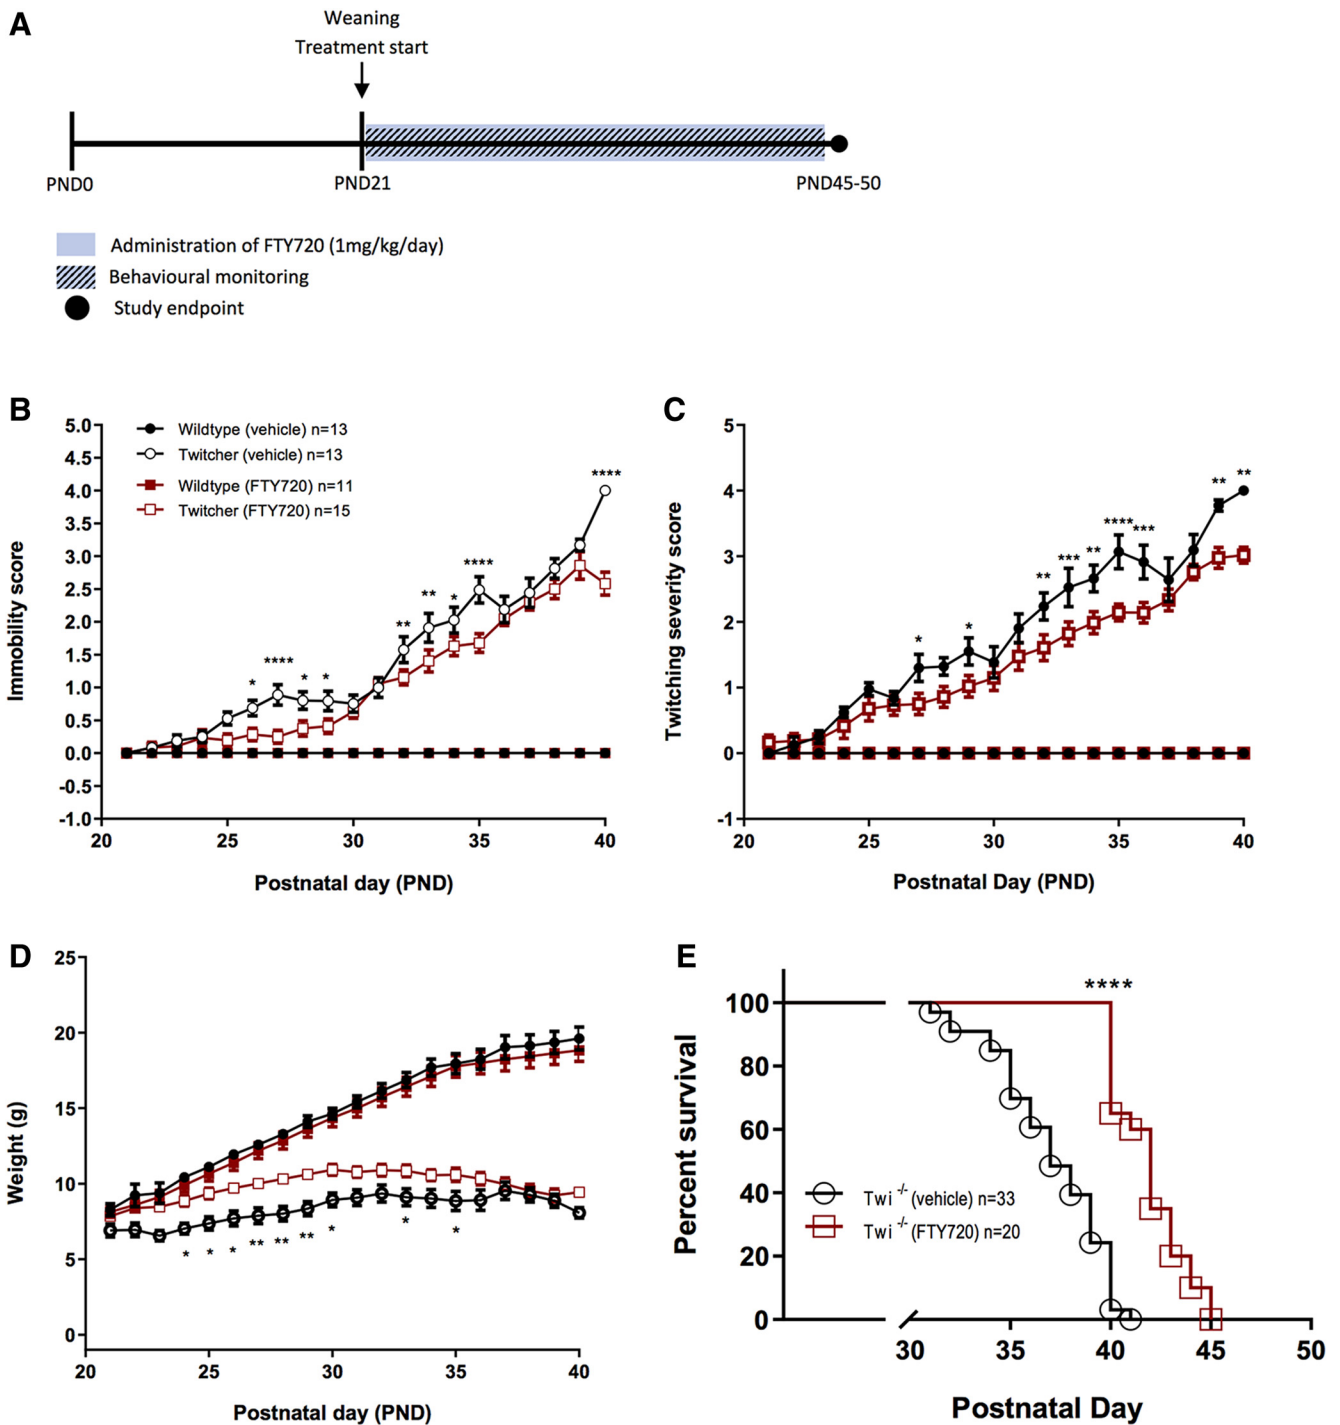 A
Weaning
Treatment start
PND0
PND21
PND45-50
Administration of FTY720 (1mg/kg/day)
Behavioural monitoring
Study endpoint
B
Immobility score
5.0
4.5
4.0
3.5
3.0
2.5
2.0
1.5
1.0
0.5
0.0
-0.5
-1.0
Wildtype (vehicle) n=13
Twitcher (vehicle) n=13
Wildtype (FTY720) n=11
Twitcher (FTY720) n=15
* **** * * ** ** * **** ****
20 25 30 35 40
Postnatal day (PND)
C
Twitching severity score
5
4
3
2
1
0
-1
* * ** *** ** **** *** ** **
20 25 30 35 40
Postnatal Day (PND)
D
Weight (g)
25
20
15
10
5
0
* * * ** ** ** * * *
20 25 30 35 40
Postnatal day (PND)
E
Percent survival
100
80
60
40
20
0
****
Twi -/- (vehicle) n=33
Twi -/- (FTY720) n=20
30 35 40 45 50
Postnatal Day